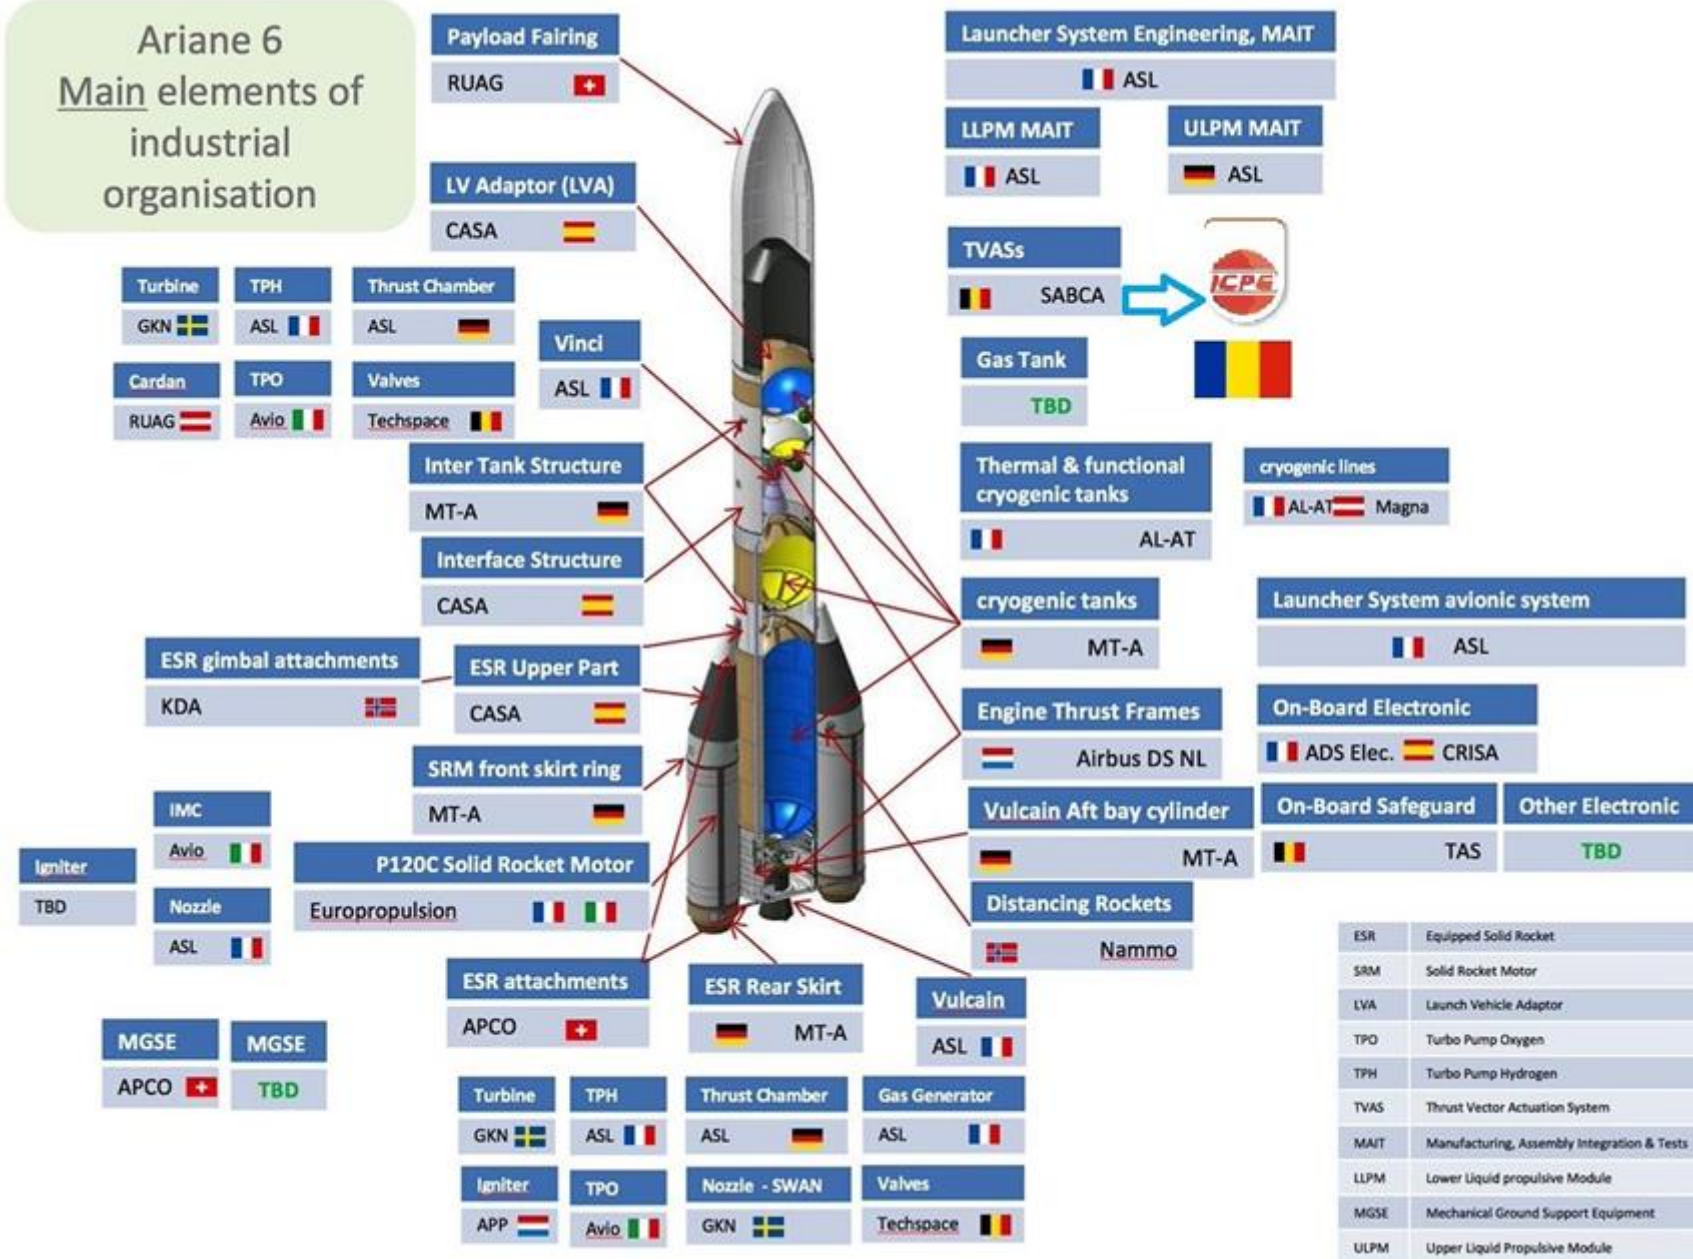 Ariane 6
Main elements of
industrial
organisation
Payload Fairing
RUAG
LV Adaptor (LVA)
CASA
Turbine
GKN
TPH
ASL
Thrust Chamber
ASL
Cardan
RUAG
TPO
Avio
Valves
Techspace
Vinci
ASL
Inter Tank Structure
MT-A
Interface Structure
CASA
ESR gimbal attachments
KDA
ESR Upper Part
CASA
SRM front skirt ring
MT-A
IMC
Avio
Igniter
TBD
Nozzle
ASL
P120C Solid Rocket Motor
Europropulsion
ESR attachments
APCO
ESR Rear Skirt
MT-A
Vulcain
ASL
MGSE
APCO
MGSE
TBD
Turbine
GKN
TPH
ASL
Thrust Chamber
ASL
Gas Generator
ASL
Igniter
APP
TPO
Avio
Nozzle - SWAN
GKN
Valves
Techspace
Launcher System Engineering, MAIT
ASL
LLPM MAIT
ASL
ULPM MAIT
ASL
TVASs
SABCA
ICPE
Gas Tank
TBD
Thermal & functional
cryogenic tanks
AL-AT
cryogenic lines
AL-AT Magna
cryogenic tanks
MT-A
Launcher System avionic system
ASL
Engine Thrust Frames
Airbus DS NL
On-Board Electronic
ADS Elec. CRISA
Vulcain Aft bay cylinder
MT-A
On-Board Safeguard
TAS
Other Electronic
TBD
Distancing Rockets
Nammo
ESR Equipped Solid Rocket
SRM Solid Rocket Motor
LVA Launch Vehicle Adaptor
TPO Turbo Pump Oxygen
TPH Turbo Pump Hydrogen
TVAS Thrust Vector Actuation System
MAIT Manufacturing, Assembly Integration & Tests
LLPM Lower Liquid propulsive Module
MGSE Mechanical Ground Support Equipment
ULPM Upper Liquid Propulsive Module